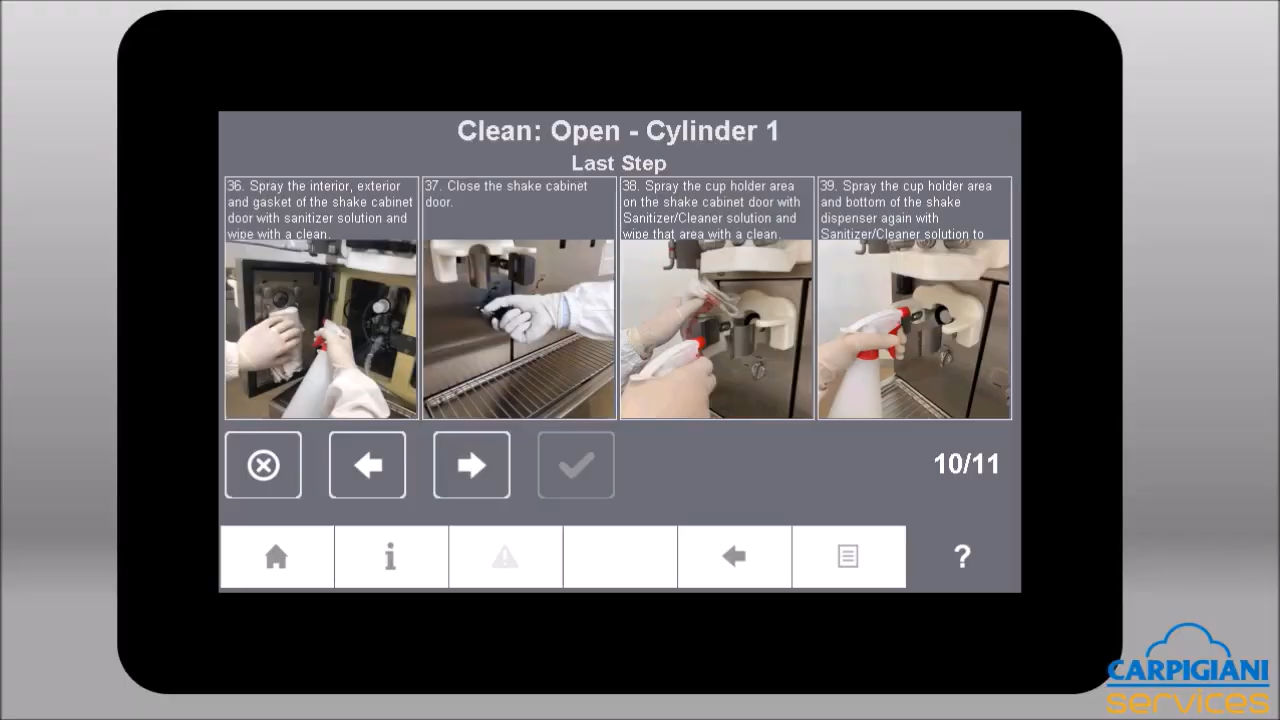 Clean: Open - Cylinder 1
Last Step
36. Spray the interior, exterior
and gasket of the shake cabinet
door with sanitizer solution and
wipe with a clean.
37. Close the shake cabinet
door.
38. Spray the cup holder area
on the shake cabinet door with
Sanitizer/Cleaner solution and
wipe that area with a clean.
39. Spray the cup holder area
and bottom of the shake
dispenser again with
Sanitizer/Cleaner solution to
10/11
i
?
CARPIGIANI
services